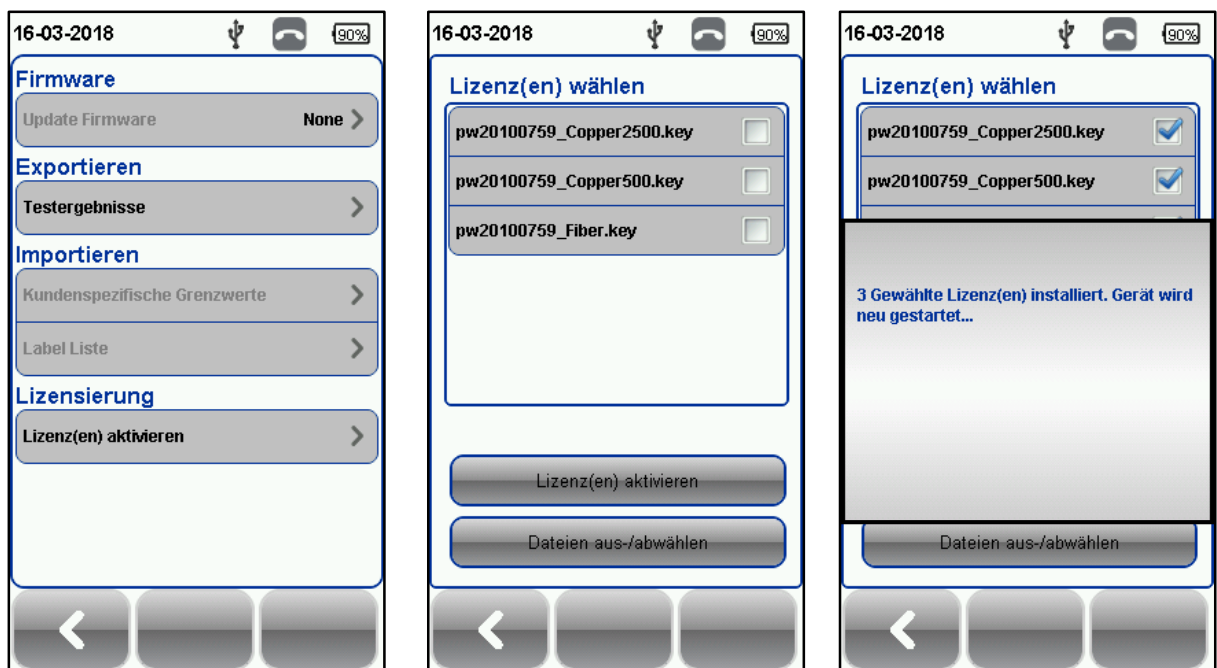 16-03-2018
90%
Firmware
Update Firmware None
Exportieren
Testergebnisse
Importieren
Kundenspezifische Grenzwerte
Label Liste
Lizensierung
Lizenz(en) aktivieren
16-03-2018
90%
Lizenz(en) wählen
pw20100759_Copper2500.key
pw20100759_Copper500.key
pw20100759_Fiber.key
Lizenz(en) aktivieren
Dateien aus-/abwählen
16-03-2018
90%
Lizenz(en) wählen
pw20100759_Copper2500.key
pw20100759_Copper500.key
3 Gewählte Lizenz(en) installiert. Gerät wird
neu gestartet...
Dateien aus-/abwählen